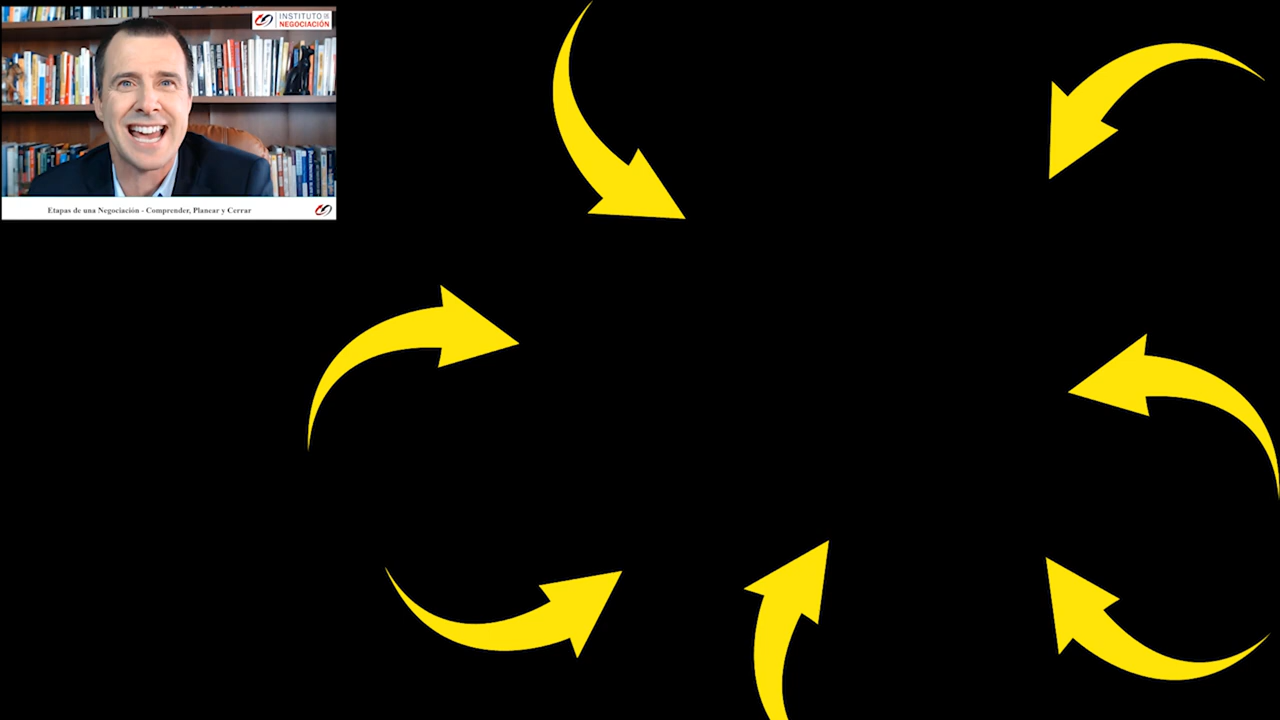 INSTITUTO DE
NEGOCIACIÓN
Etapas de una Negociación - Comprender, Planear y Cerrar